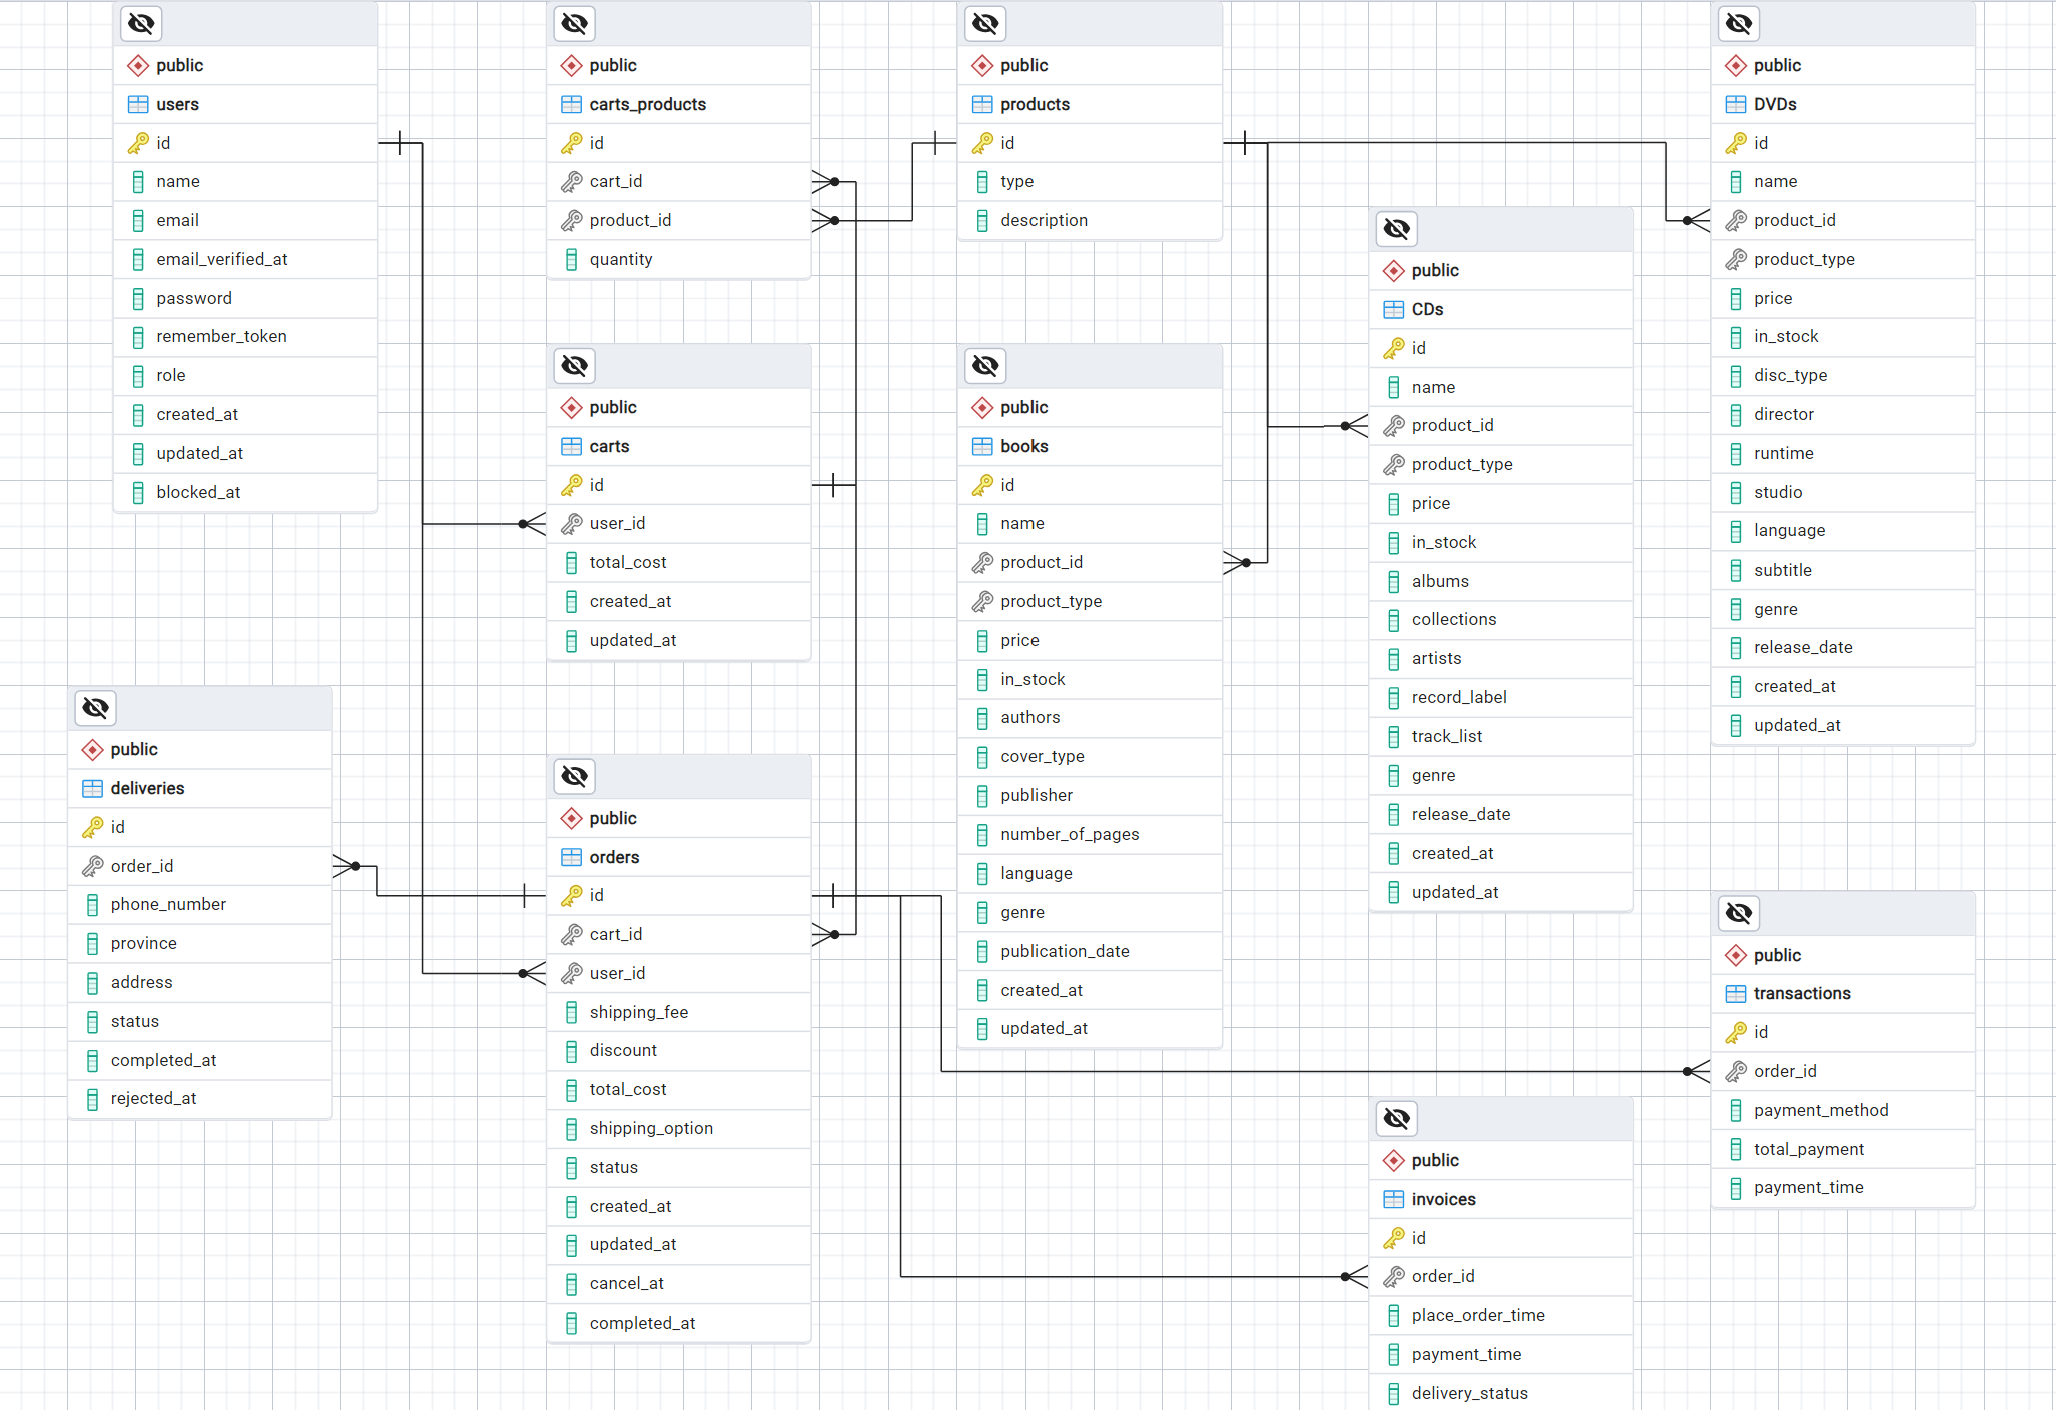 public
users
id
name
email
email_verified_at
password
remember_token
role
created_at
updated_at
blocked_at
public
carts_products
id
cart_id
product_id
quantity
public
products
id
type
description
public
DVDs
id
name
product_id
product_type
price
in_stock
disc_type
director
runtime
studio
language
subtitle
genre
release_date
created_at
updated_at
public
CDs
id
name
product_id
product_type
price
in_stock
albums
collections
artists
record_label
track_list
genre
release_date
created_at
updated_at
public
carts
id
user_id
total_cost
created_at
updated_at
public
books
id
name
product_id
product_type
price
in_stock
authors
cover_type
publisher
number_of_pages
language
genre
publication_date
created_at
updated_at
public
deliveries
id
order_id
phone_number
province
address
status
completed_at
rejected_at
public
orders
id
cart_id
user_id
shipping_fee
discount
total_cost
shipping_option
status
created_at
updated_at
cancel_at
completed_at
public
transactions
id
order_id
payment_method
total_payment
payment_time
public
invoices
id
order_id
place_order_time
payment_time
delivery_status